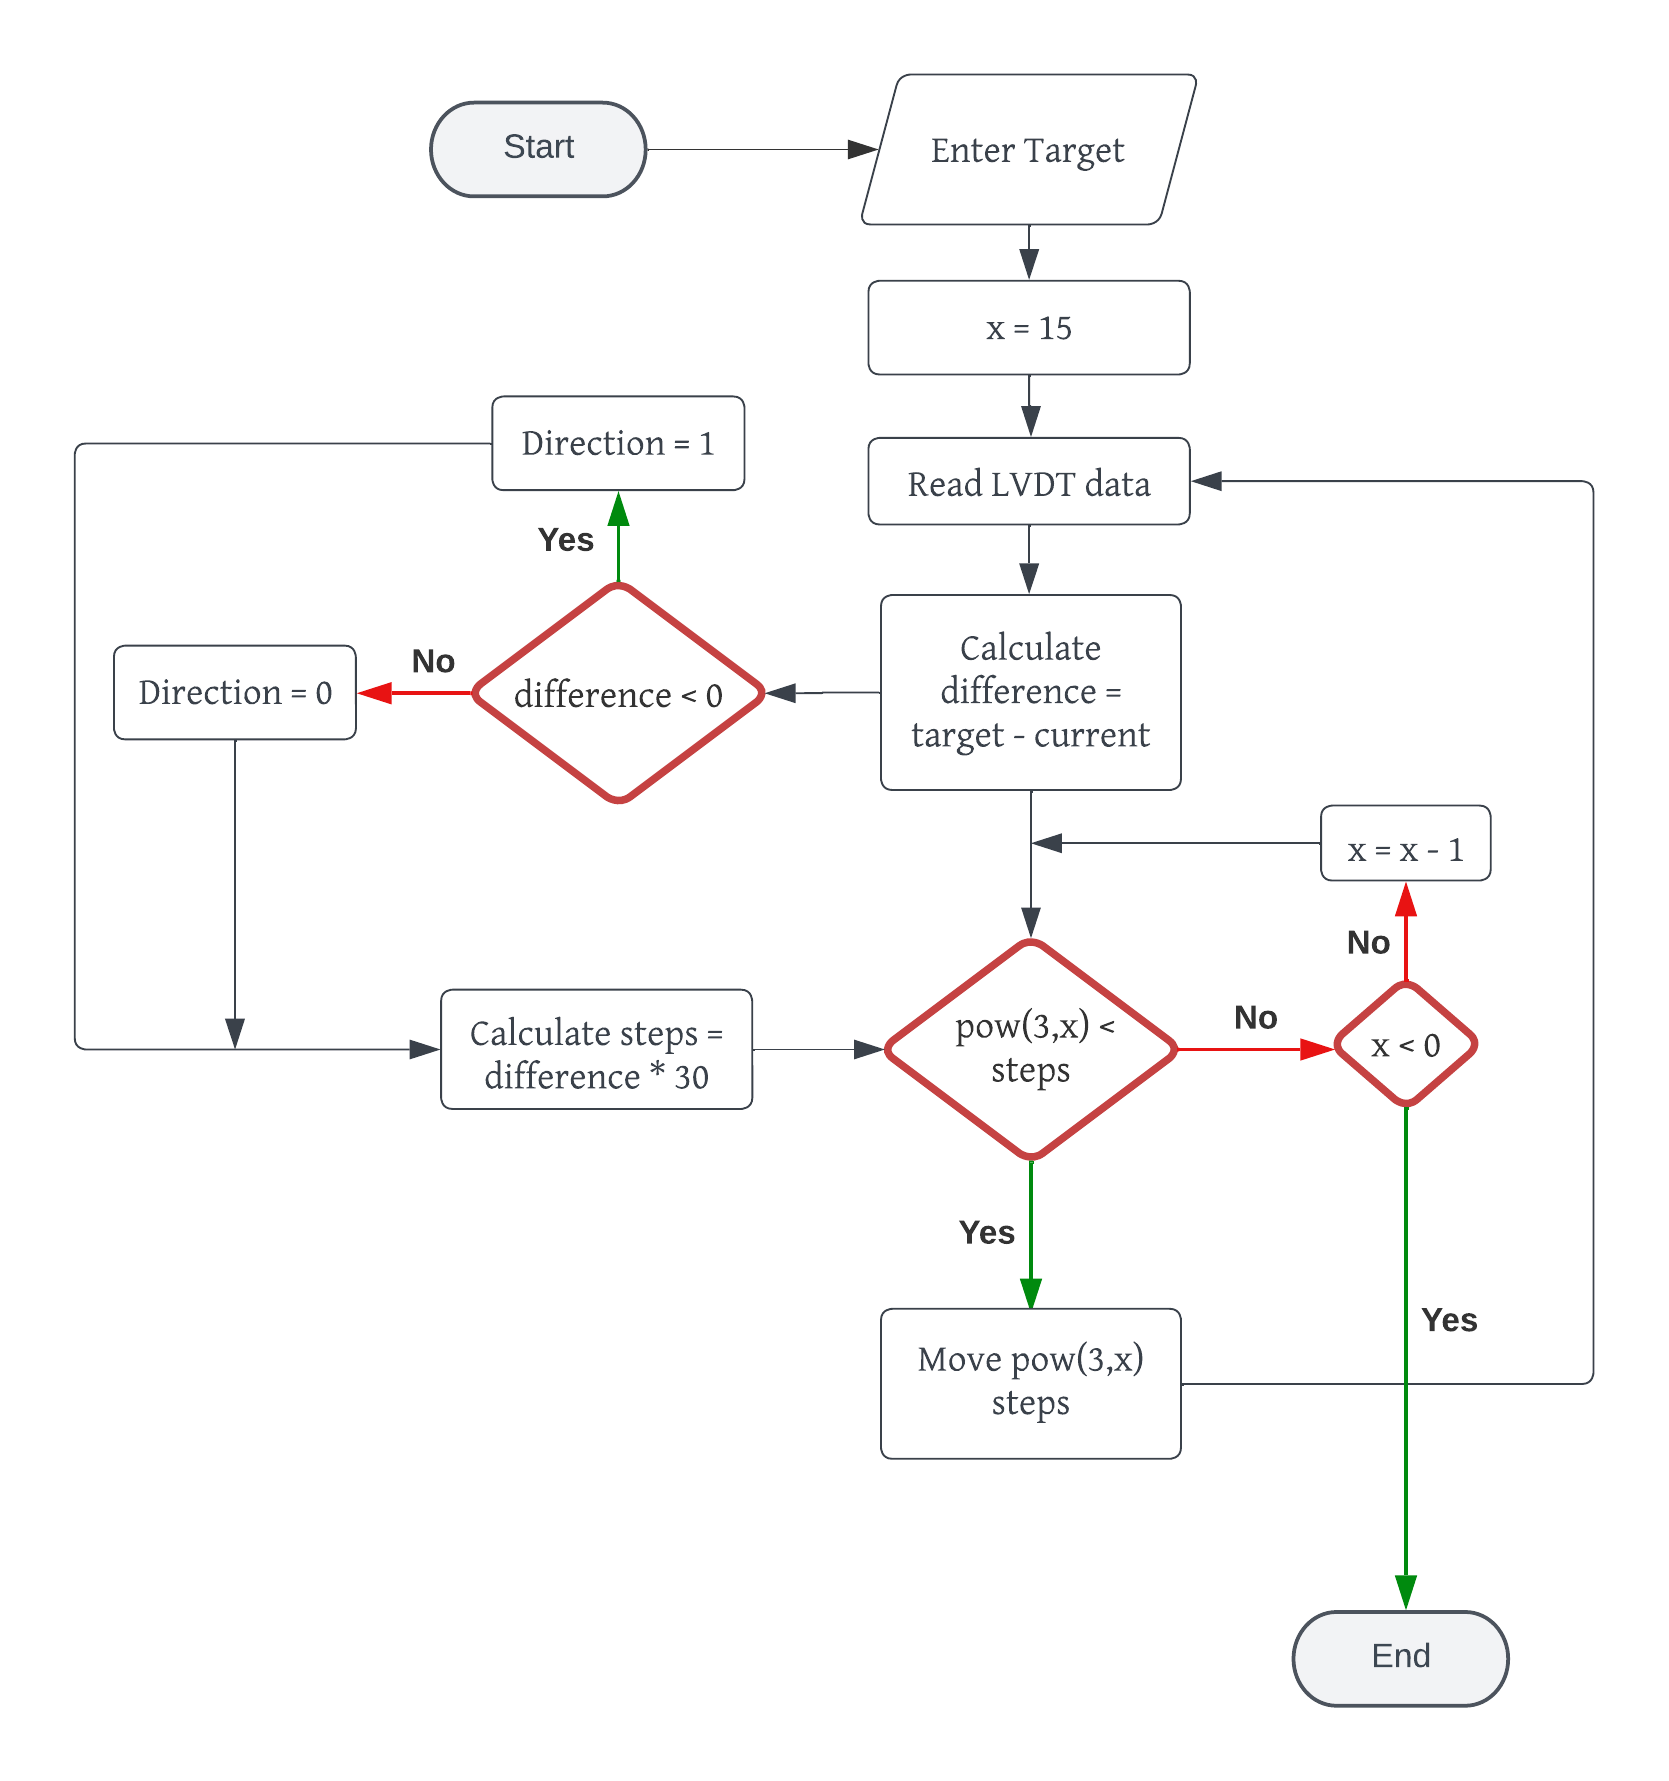 Start
Enter Target
x = 15
Direction = 1
Read LVDT data
Yes
Calculate
difference =
target - current
No
Direction = 0
difference < 0
x = x - 1
No
Calculate steps =
difference * 30
pow(3,x) <
steps
No
x < 0
Yes
Yes
Move pow(3,x)
steps
End